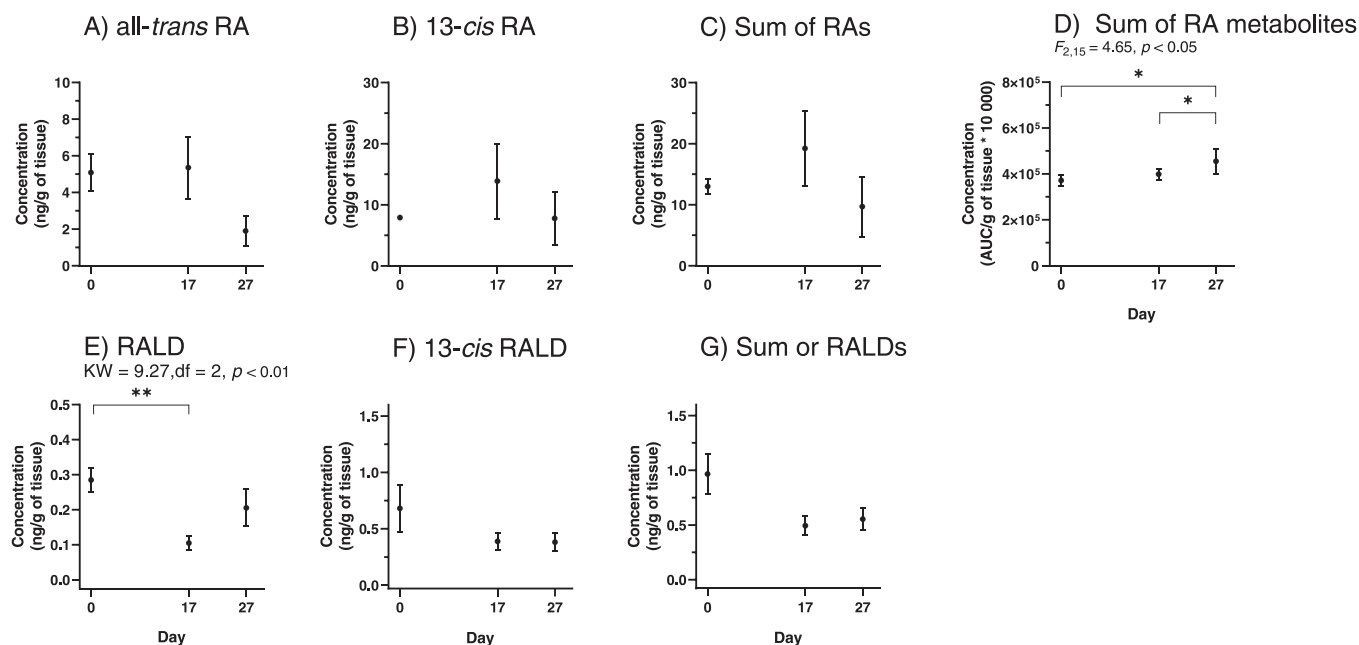 A) all-trans RA
B) 13-cis RA
C) Sum of RAs
D) Sum of RA metabolites
F2,15 = 4.65, p < 0.05
Concentration
(ng/g of tissue)
10
8
6
4
2
0
0
17
27
Concentration
(ng/g of tissue)
30
20
10
0
0
17
27
Concentration
(ng/g of tissue)
30
20
10
0
0
17
27
Concentration
(AUC/g of tissue * 10 000)
8×10⁵
6×10⁵
4×10⁵
2×10⁵
0
*
*
0
17
27
Day
E) RALD
KW = 9.27,df = 2, p < 0.01
**
Concentration
(ng/g of tissue)
0.5
0.4
0.3
0.2
0.1
0.0
0
17
27
Day
F) 13-cis RALD
Concentration
(ng/g of tissue)
1.5
1.0
0.5
0.0
0
17
27
Day
G) Sum or RALDs
Concentration
(ng/g of tissue)
1.5
1.0
0.5
0.0
0
17
27
Day